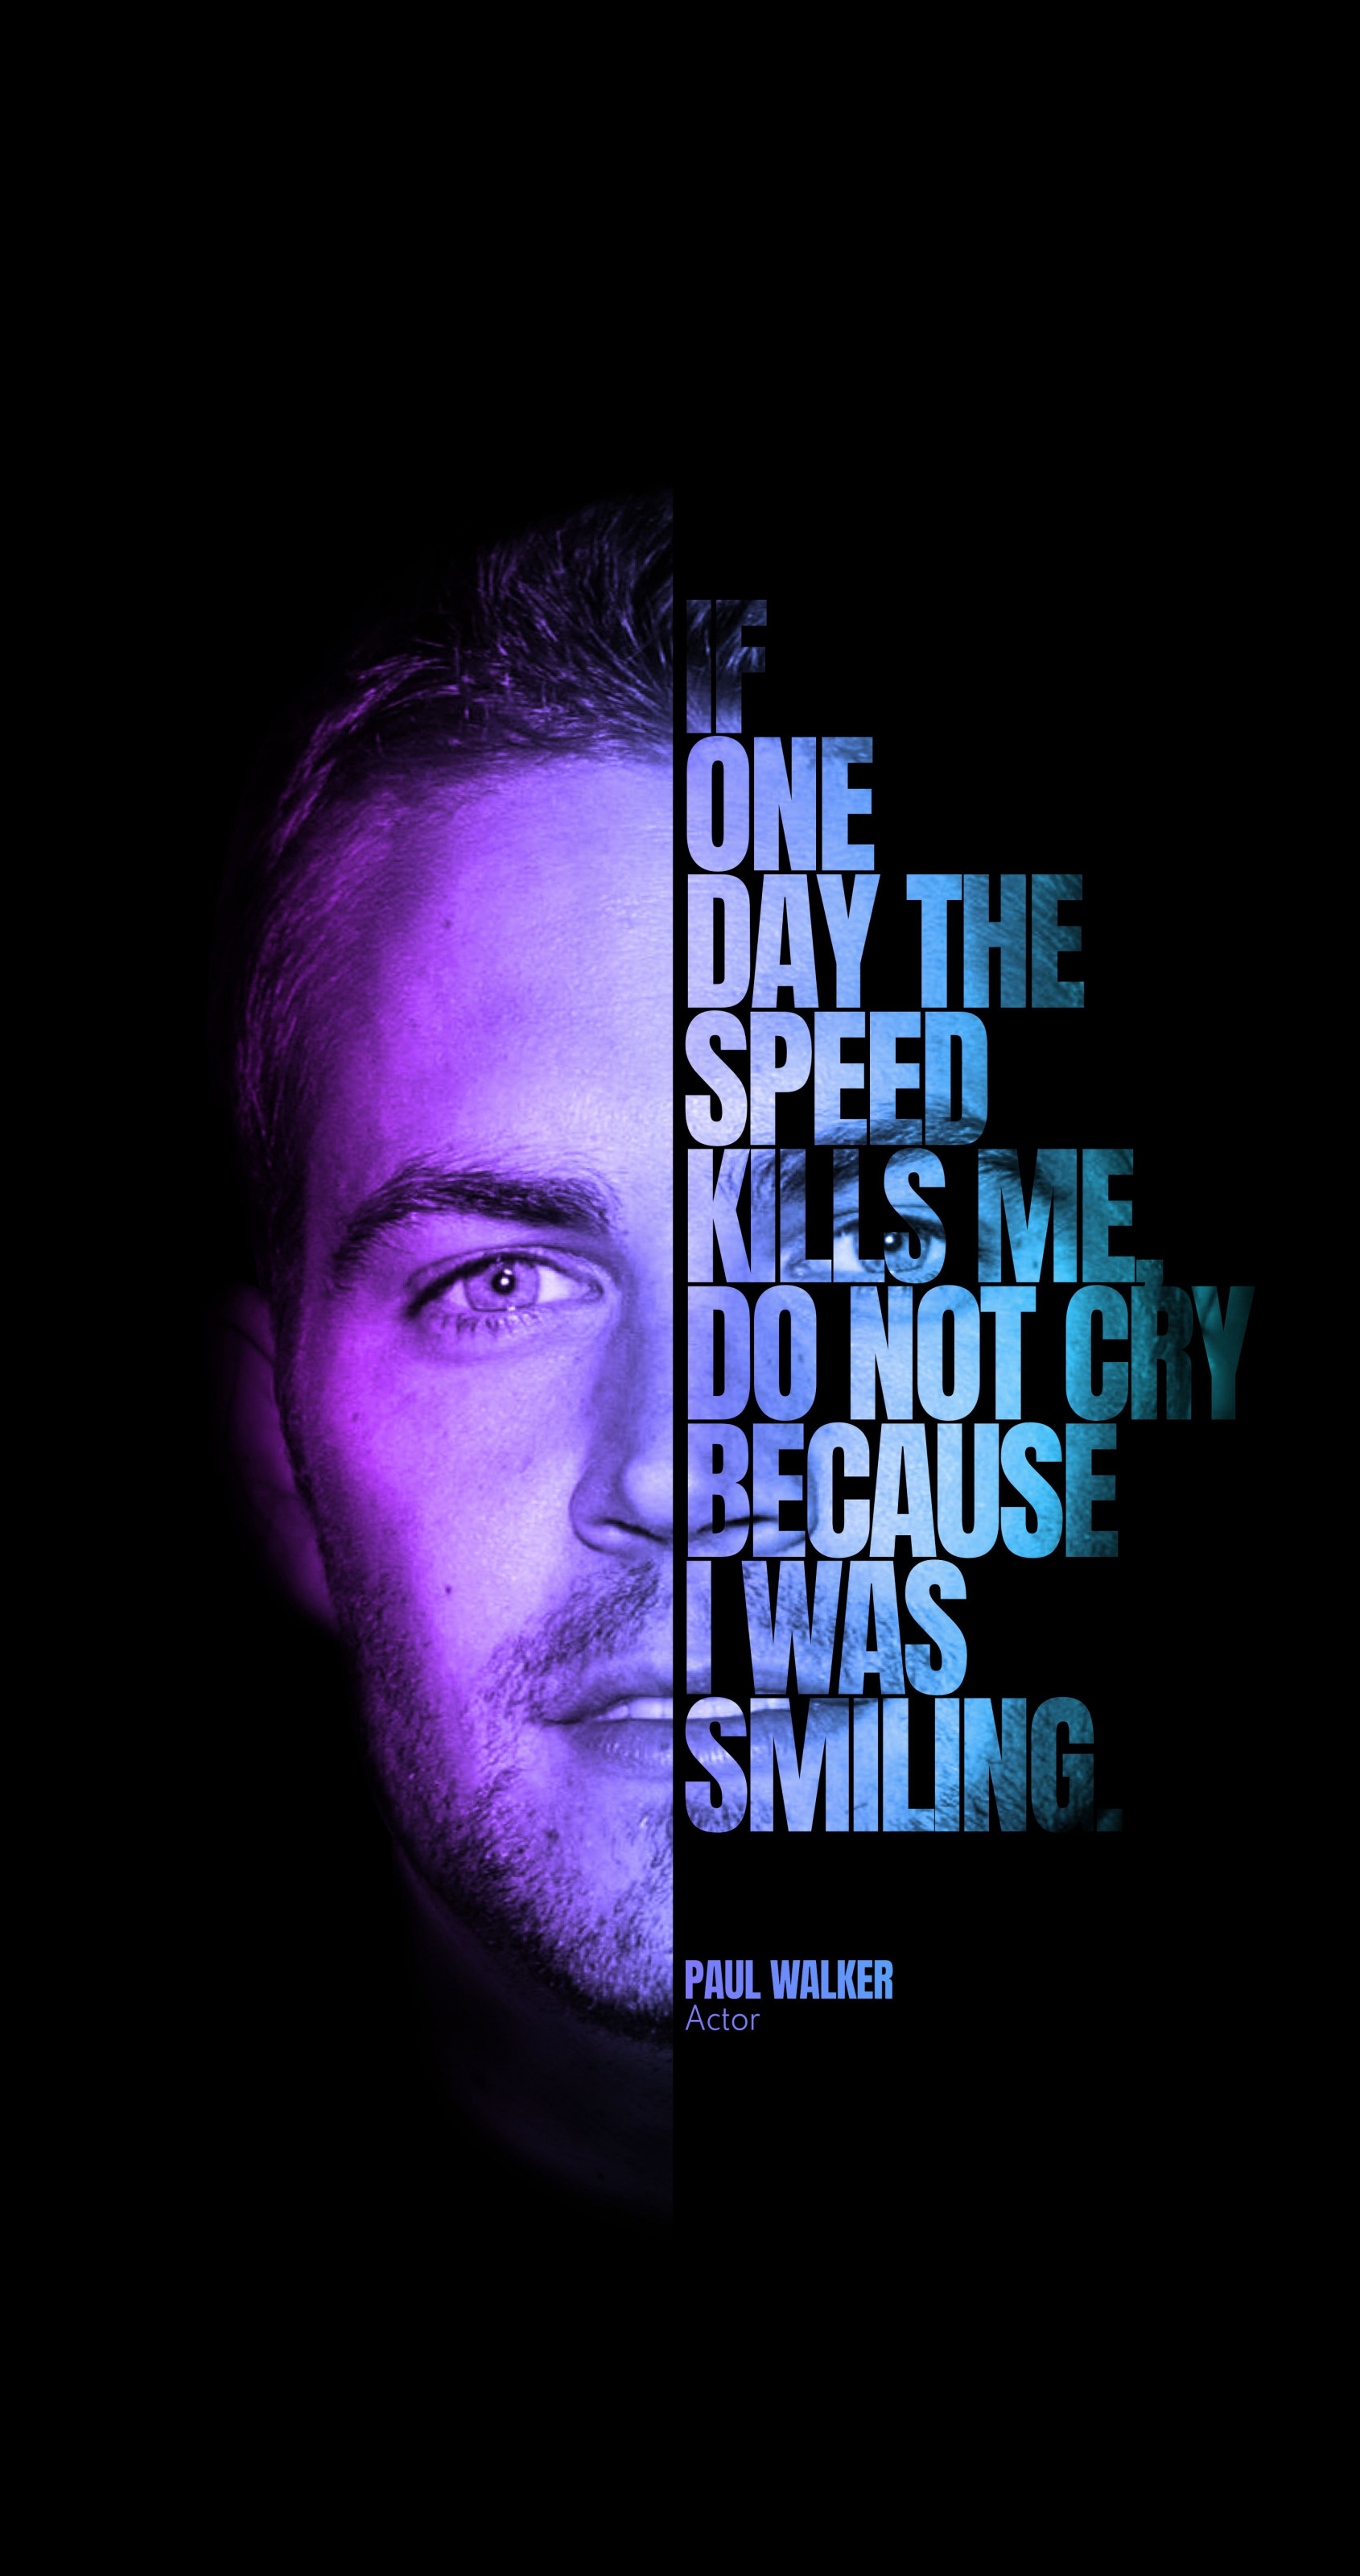 IF
ONE
DAY THE
SPEED
KILLS ME,
DO NOT CRY
BECAUSE
I WAS
SMILING.
PAUL WALKER
Actor